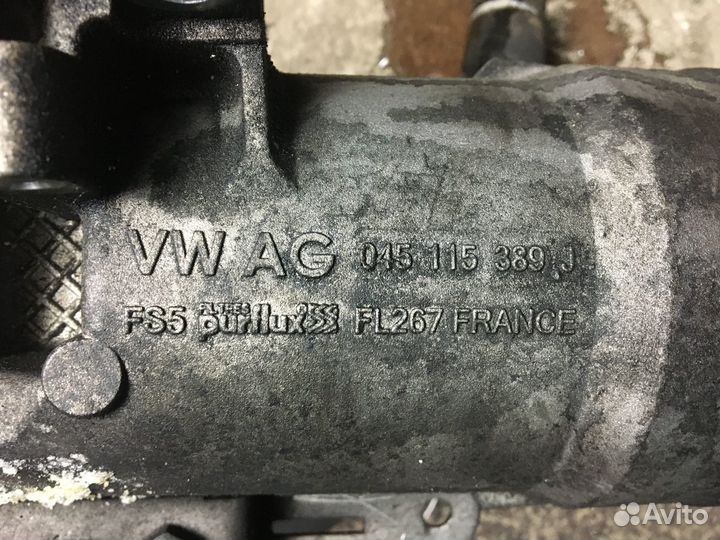 VW AG 045 115 389 J
FS5 purflux FL267 FRANCE
Avito